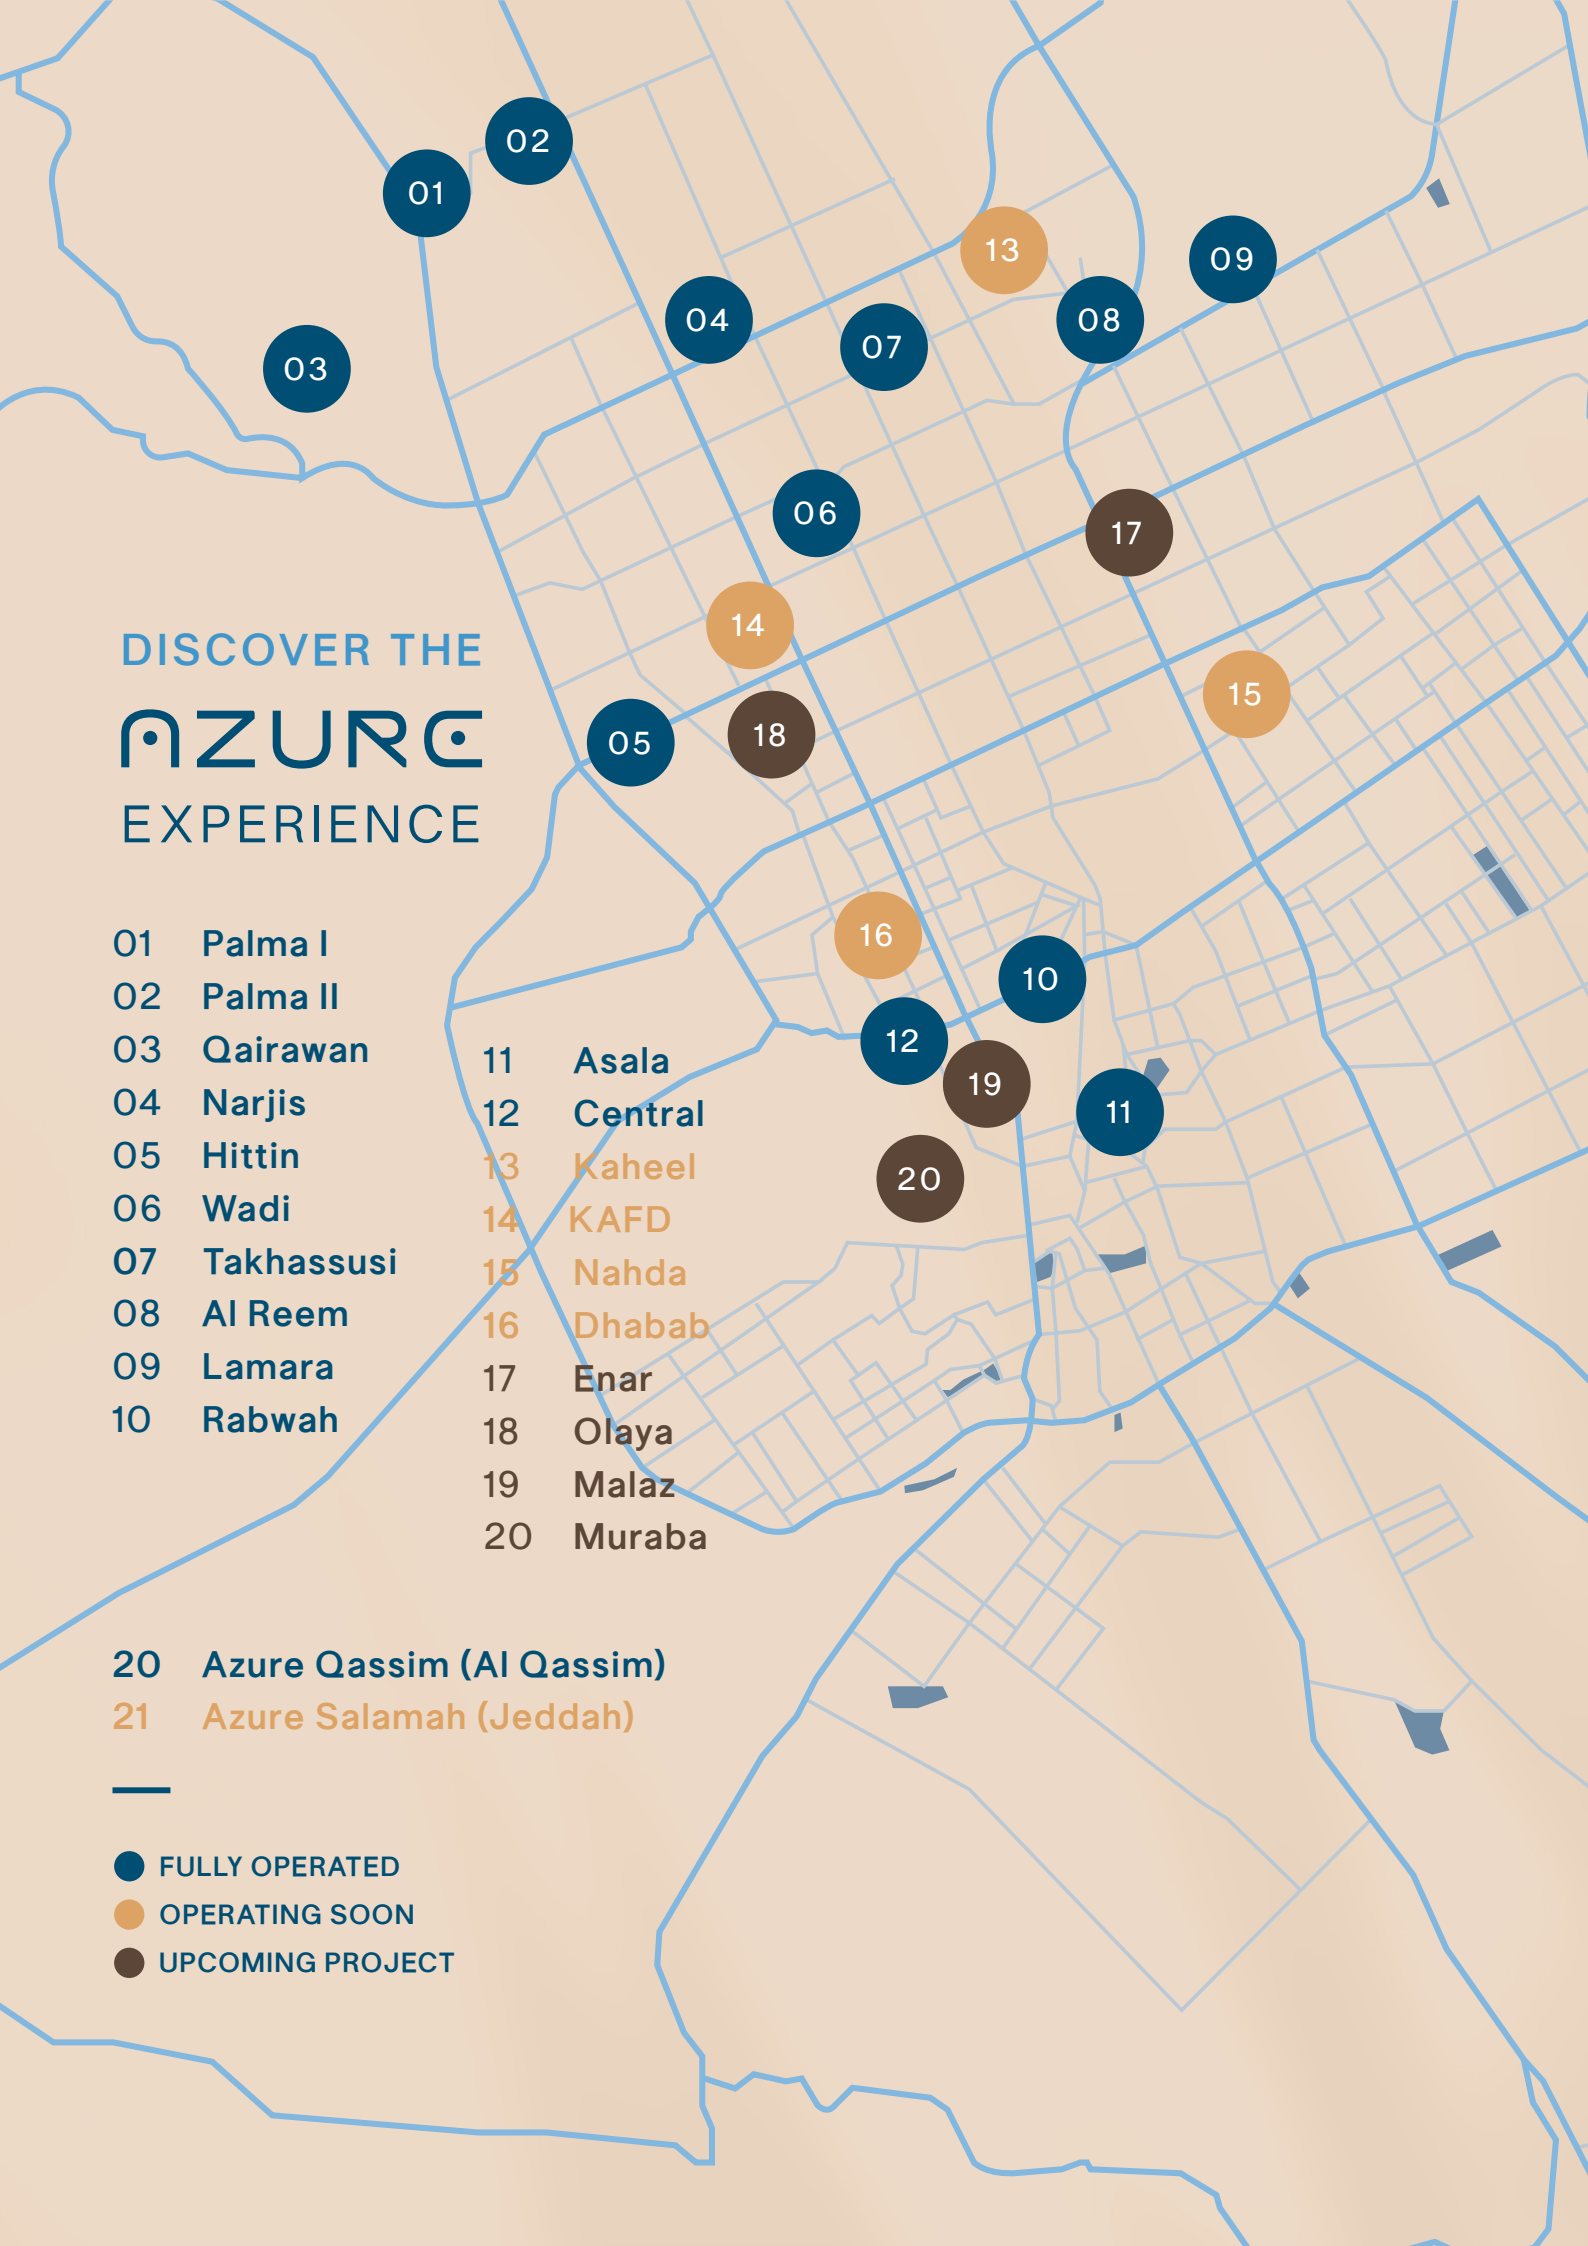 02
01
13
09
04
08
07
03
06
17
14
15
18
05
16
10
12
19
11
20
DISCOVER THE
AZURE
EXPERIENCE
01 Palma I
02 Palma II
03 Qairawan
04 Narjis
05 Hittin
06 Wadi
07 Takhassusi
08 Al Reem
09 Lamara
10 Rabwah
11 Asala
12 Central
13 Kaheel
14 KAFD
15 Nahda
16 Dhabab
17 Enar
18 Olaya
19 Malaz
20 Muraba
20 Azure Qassim (Al Qassim)
21 Azure Salamah (Jeddah)
FULLY OPERATED
OPERATING SOON
UPCOMING PROJECT